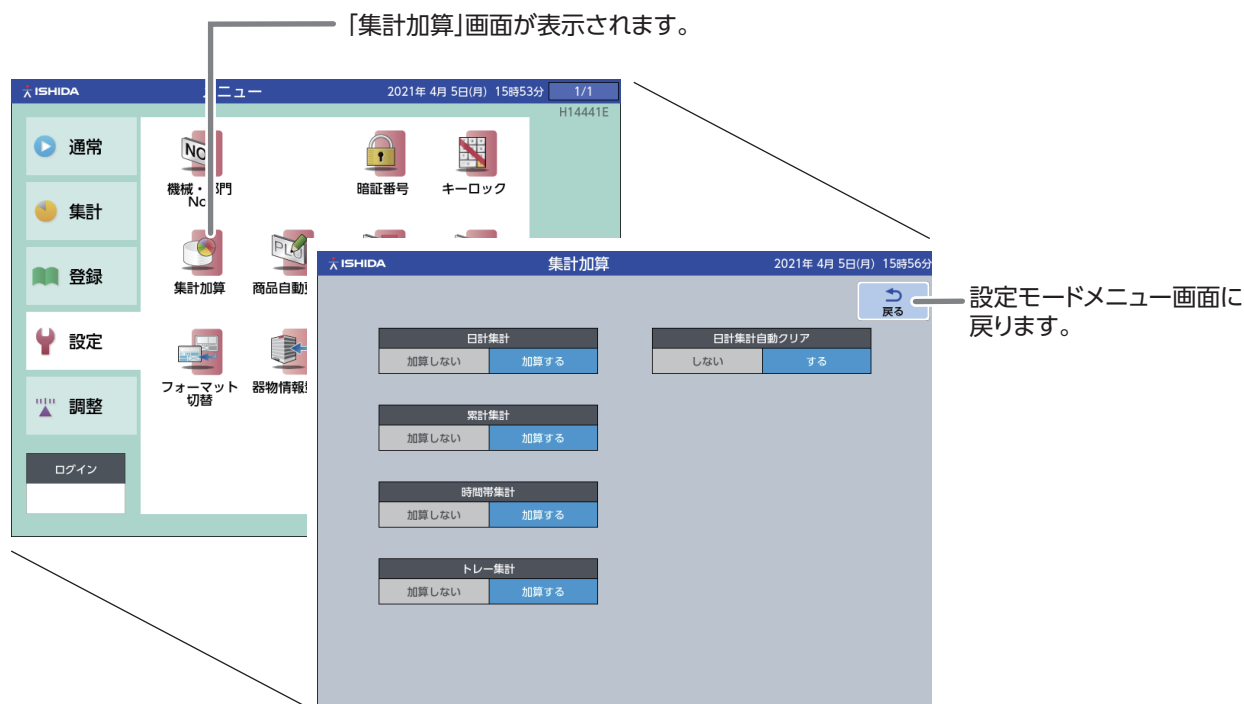 「集計加算」画面が表示されます。
ISHIDA
メニュー
2021年 4月 5日(月) 15時53分
1/1
H14441E
通常
集計
登録
設定
調整
ログイン
暗証番号
キーロック
集計加算
商品自動
フォーマット
切替
器物情報
ISHIDA
集計加算
2021年 4月 5日(月) 15時56分
戻る
日計集計
加算しない
加算する
日計集計自動クリア
しない
する
累計集計
加算しない
加算する
時間帯集計
加算しない
加算する
トレー集計
加算しない
加算する
設定モードメニュー画面に
戻ります。